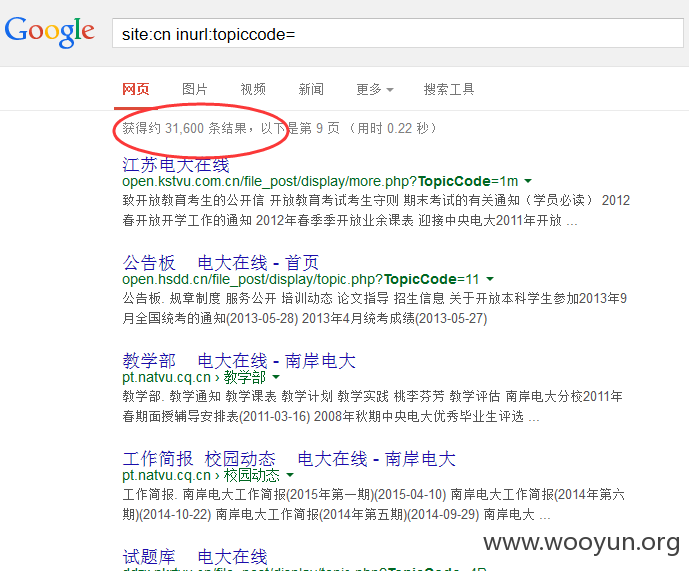 Google
site:cn inurl:topiccode=
网页 图片 视频 新闻 更多 搜索工具
获得约 31,600 条结果，以下是第 9 页 （用时 0.22 秒）
江苏电大在线
open.kstvu.com.cn/file_post/display/more.php?TopicCode=1m
致开放教育考生的公开信 开放教育考试考生守则 期末考试的有关通知（学员必读） 2012
春开放开学工作的通知 2012年春季季开放业余课表 迎接中央电大2011年开放 ...
公告板 电大在线 - 首页
open.hsdd.cn/file_post/display/topic.php?TopicCode=11
公告板. 规章制度 服务公开 培训动态 论文指导 招生信息 关于开放本科学生参加2013年9
月全国统考的通知(2013-05-28) 2013年4月统考成绩(2013-05-27)
教学部 电大在线 - 南岸电大
pt.natvu.cq.cn › 教学部
教学部. 教学通知 教学课表 教学计划 教学实践 桃李芬芳 教学评估 南岸电大分校2011年
春期面授辅导安排表(2011-03-16) 2008年秋期中央电大优秀毕业生评选 ...
工作简报 校园动态 电大在线 - 南岸电大
pt.natvu.cq.cn › 校园动态
工作简报. 南岸电大工作简报(2015年第一期)(2015-04-10) 南岸电大工作简报(2014年第六
期)(2014-10-22) 南岸电大工作简报(2014年第五期)(2014-09-29) 南岸电大 ...
试题库 电大在线
www.wooyun.org